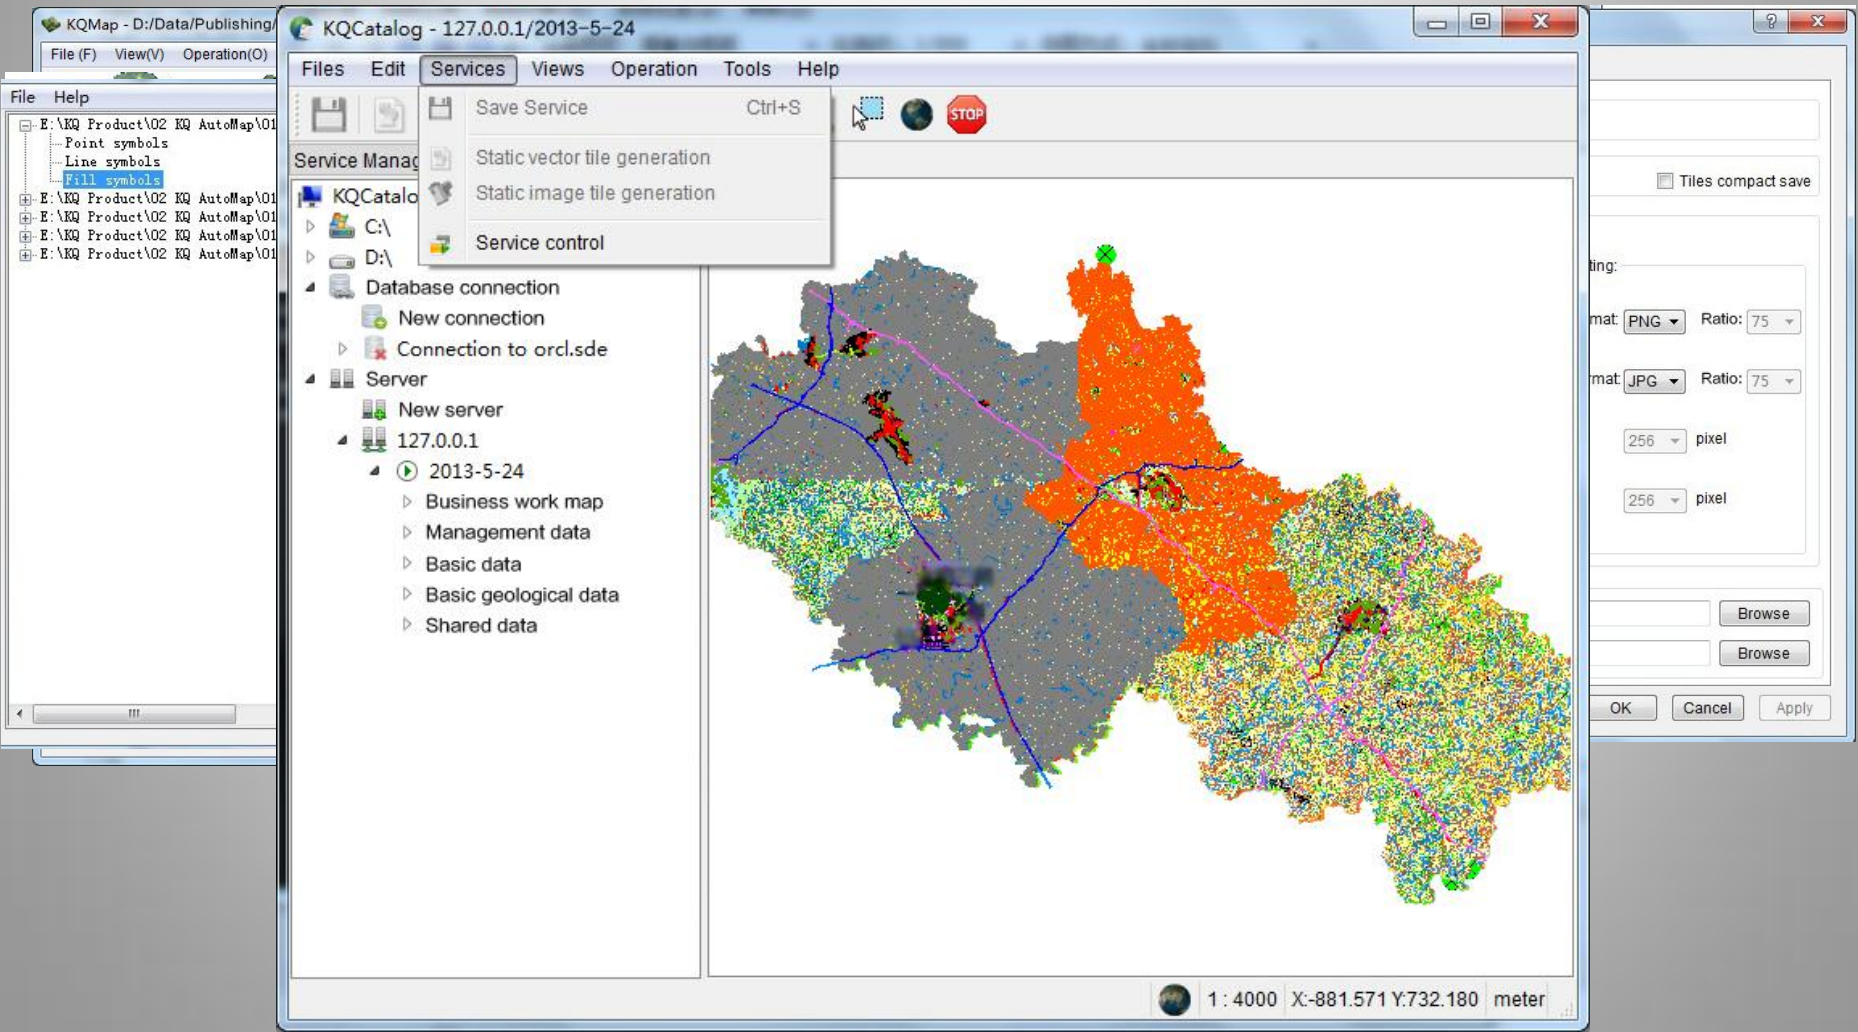 KQMap - D:/Data/Publishing/
File (F) View(V) Operation(O)
File Help
E:\KQ Product\02 KQ AutoMap\01
Point symbols
Line symbols
Fill symbols
E:\KQ Product\02 KQ AutoMap\01
E:\KQ Product\02 KQ AutoMap\01
E:\KQ Product\02 KQ AutoMap\01
E:\KQ Product\02 KQ AutoMap\01
KQCatalog - 127.0.0.1/2013-5-24
Files Edit Services Views Operation Tools Help
Save Service Ctrl+S
Static vector tile generation
Static image tile generation
Service control
STOP
Service Manag
KQCatalo
C:\
D:\
Database connection
New connection
Connection to orcl.sde
Server
New server
127.0.0.1
2013-5-24
Business work map
Management data
Basic data
Basic geological data
Shared data
1 : 4000 X:-881.571 Y:732.180 meter
Tiles compact save
ting:
mat: PNG Ratio: 75
rmat: JPG Ratio: 75
256 pixel
256 pixel
Browse
Browse
OK Cancel Apply